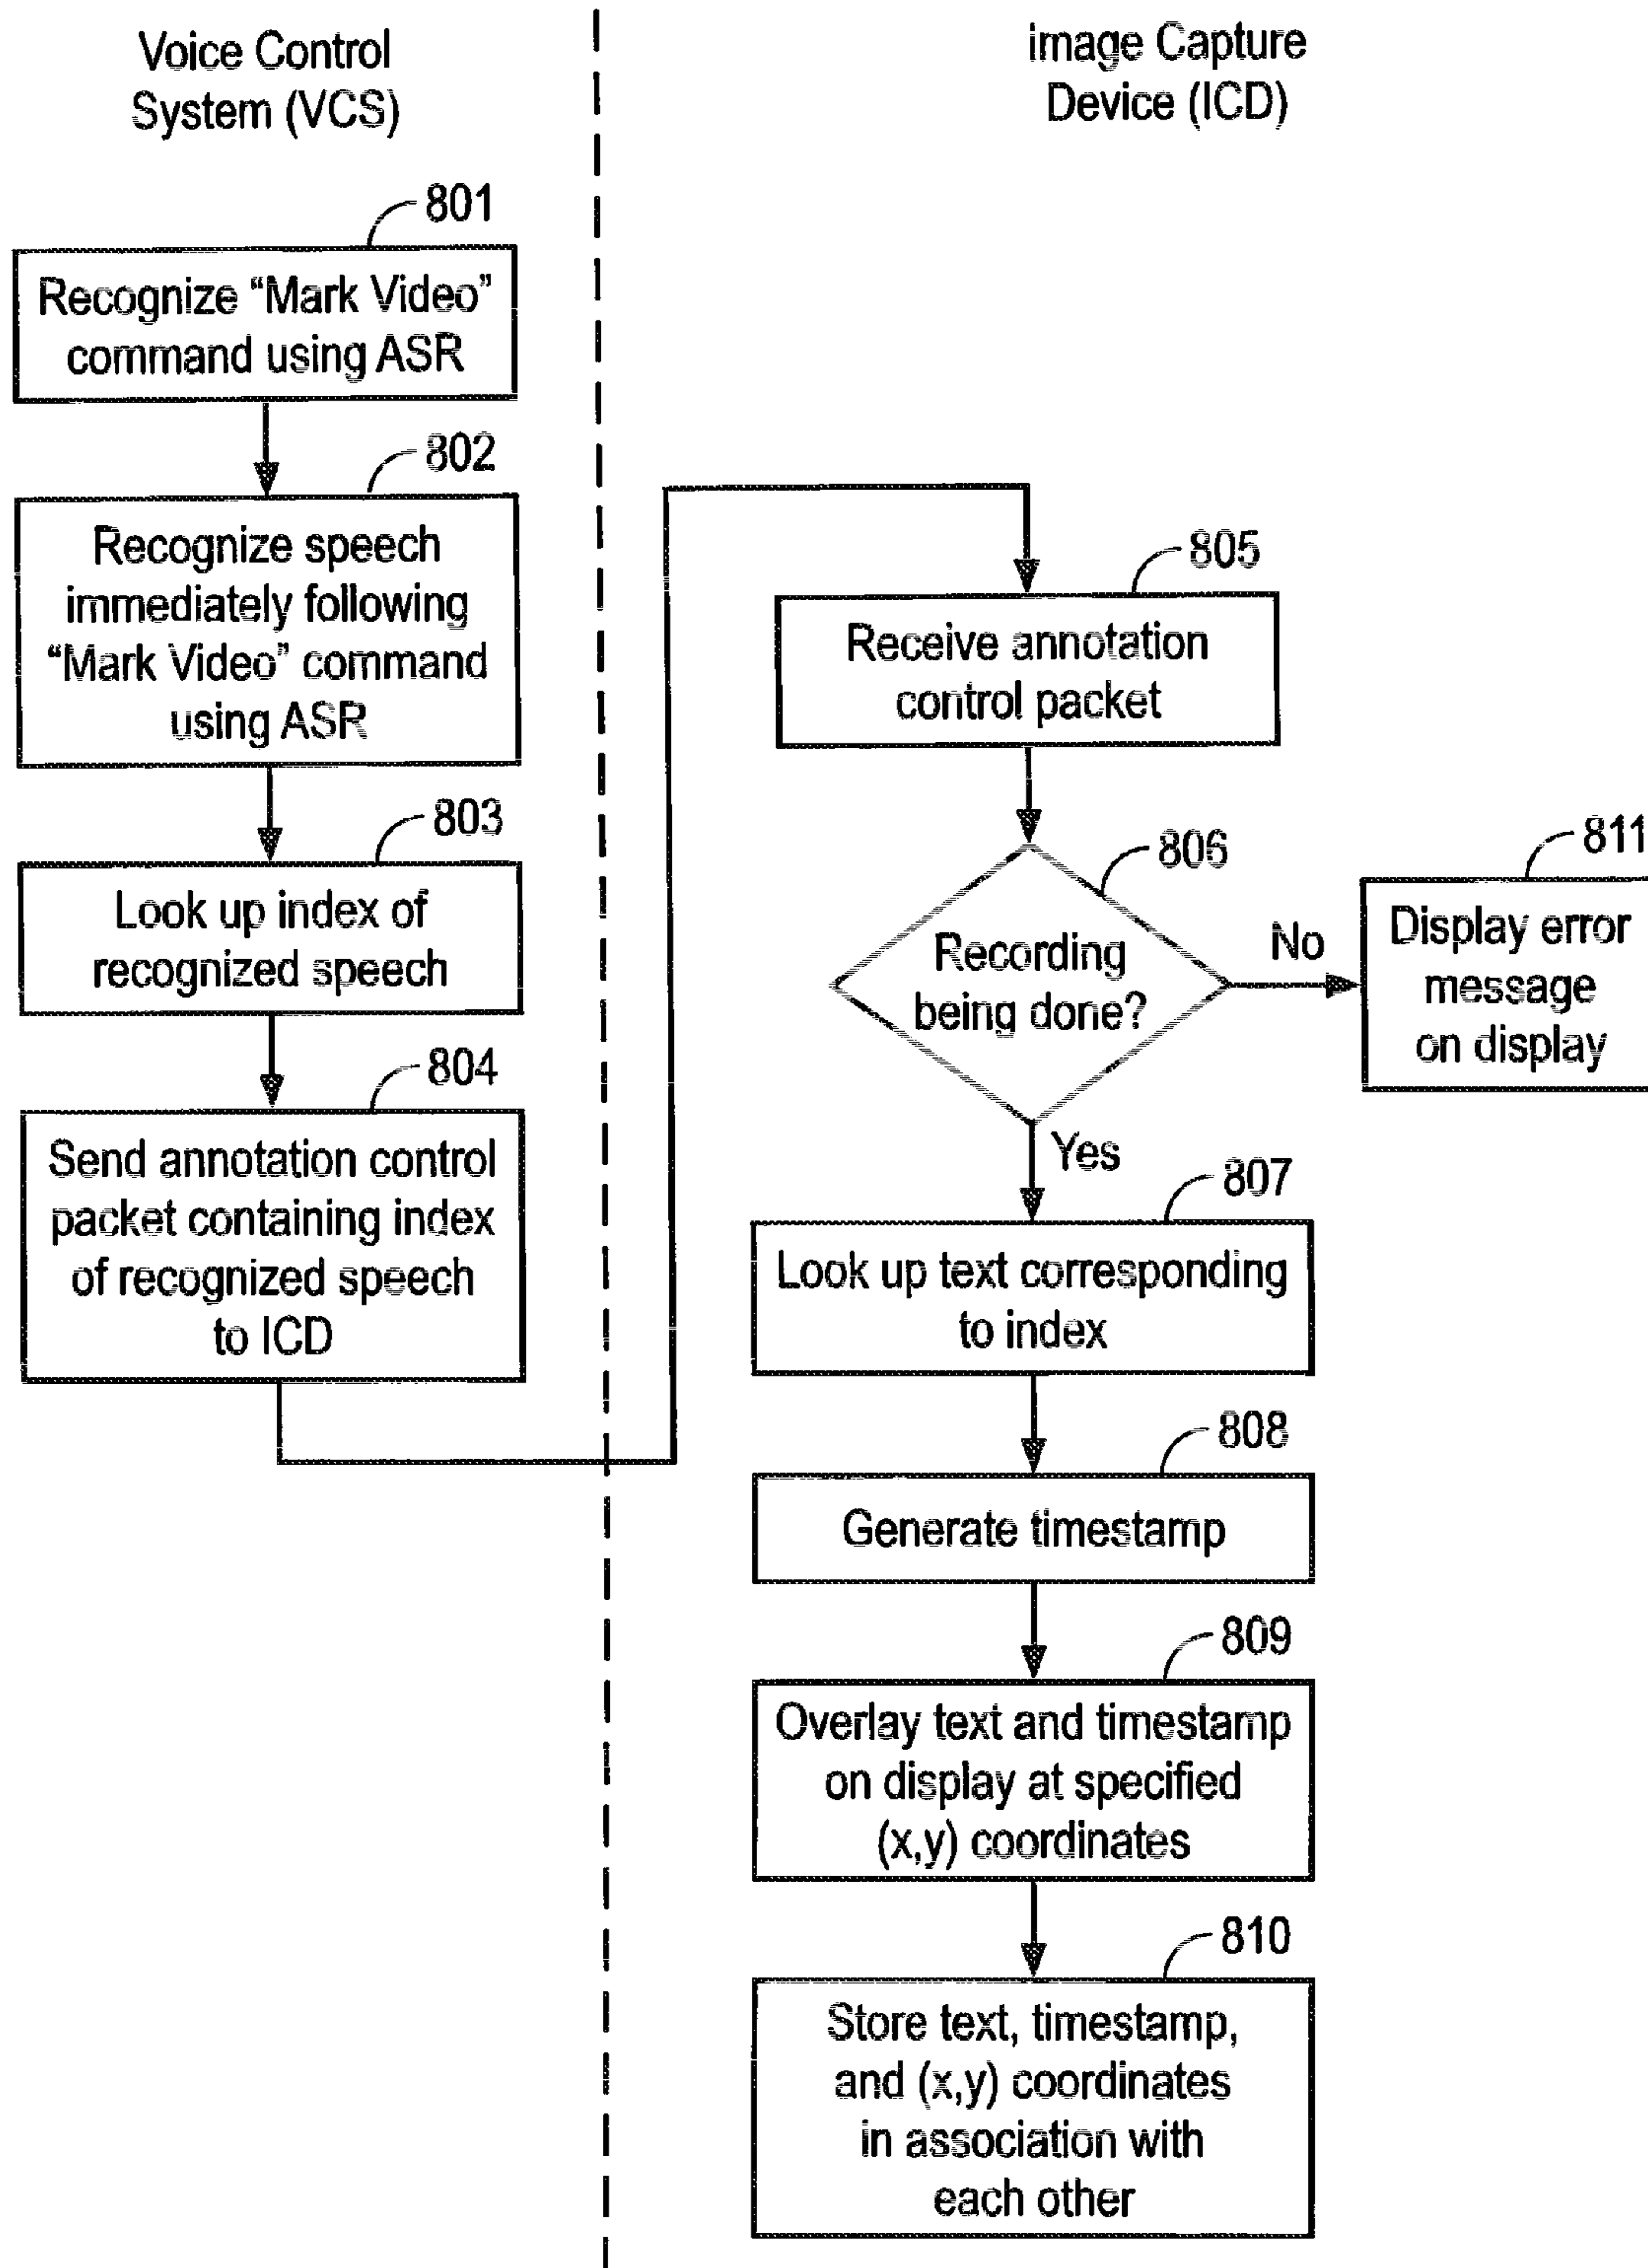 Voice Control
System (VCS)
801
Recognize “Mark Video”
command using ASR
802
Recognize speech
immediately following
“Mark Video” command
using ASR
803
Look up index of
recognized speech
804
Send annotation control
packet containing index
of recognized speech
to ICD
image Capture
Device (ICD)
805
Receive annotation
control packet
806
Recording
being done?
No
811
Display error
message
on display
Yes
807
Look up text corresponding
to index
808
Generate timestamp
809
Overlay text and timestamp
on display at specified
(x,y) coordinates
810
Store text, timestamp,
and (x,y) coordinates
in association with
each other